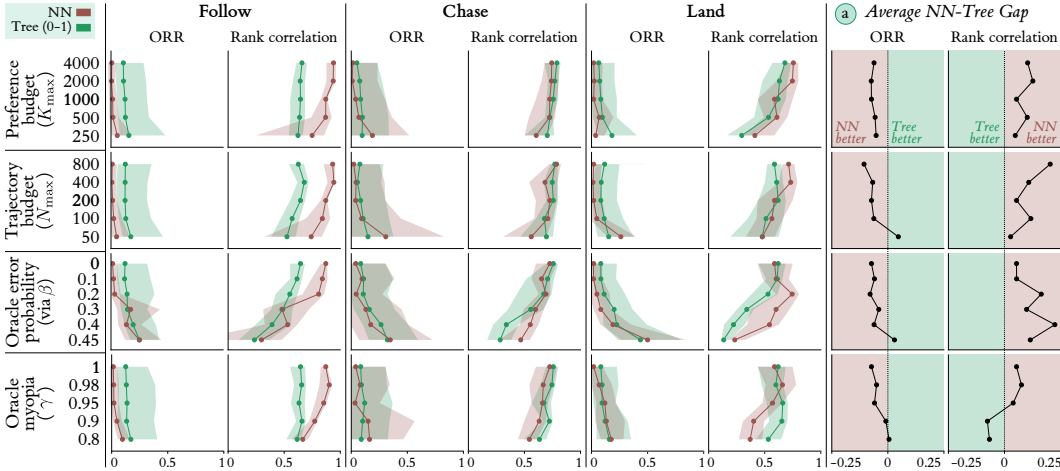 NN
Tree (0-1)
Follow
Chase
Land
a Average NN-Tree Gap
ORR Rank correlation ORR Rank correlation ORR Rank correlation ORR Rank correlation
Preference
budget
(Kmax)
4000
2000
1000
500
250
NN
better
Tree
better
Tree
better
NN
better
Trajectory
budget
(Nmax)
800
400
200
100
50
Oracle error
probability
(via β)
0
0.1
0.2
0.3
0.4
0.45
Oracle
myopia
(γ)
1
0.98
0.95
0.9
0.8
0 0.5 1 0 0.5 1 0 0.5 1 0 0.5 1 0 0.5 1 0 0.5 1 −0.25 0 0.25 −0.25 0 0.25